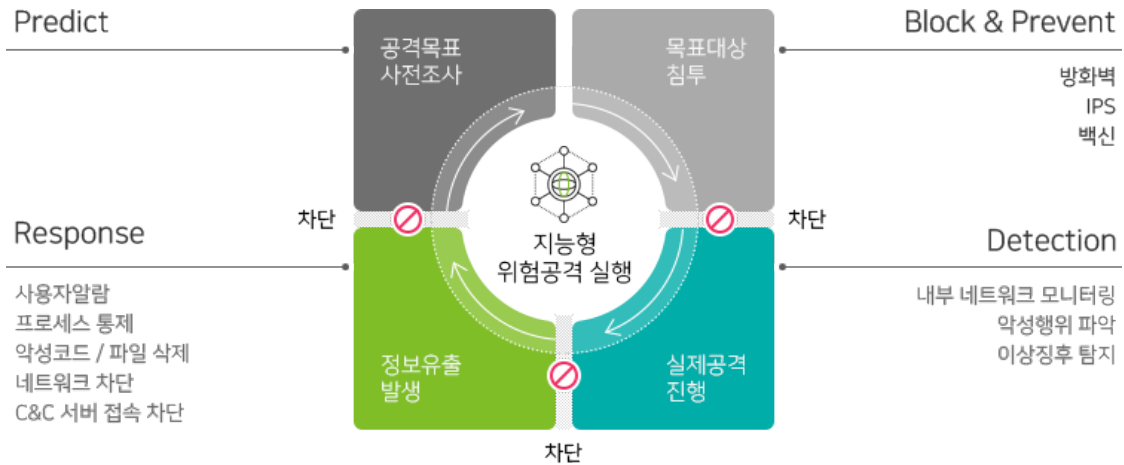 Predict
공격목표
사전조사
목표대상
침투
Block & Prevent
방화벽
IPS
백신
차단
차단
지능형
위험공격 실행
Response
사용자알람
프로세스 통제
악성코드 / 파일 삭제
네트워크 차단
C&C 서버 접속 차단
정보유출
발생
실제공격
진행
Detection
내부 네트워크 모니터링
악성행위 파악
이상징후 탐지
차단